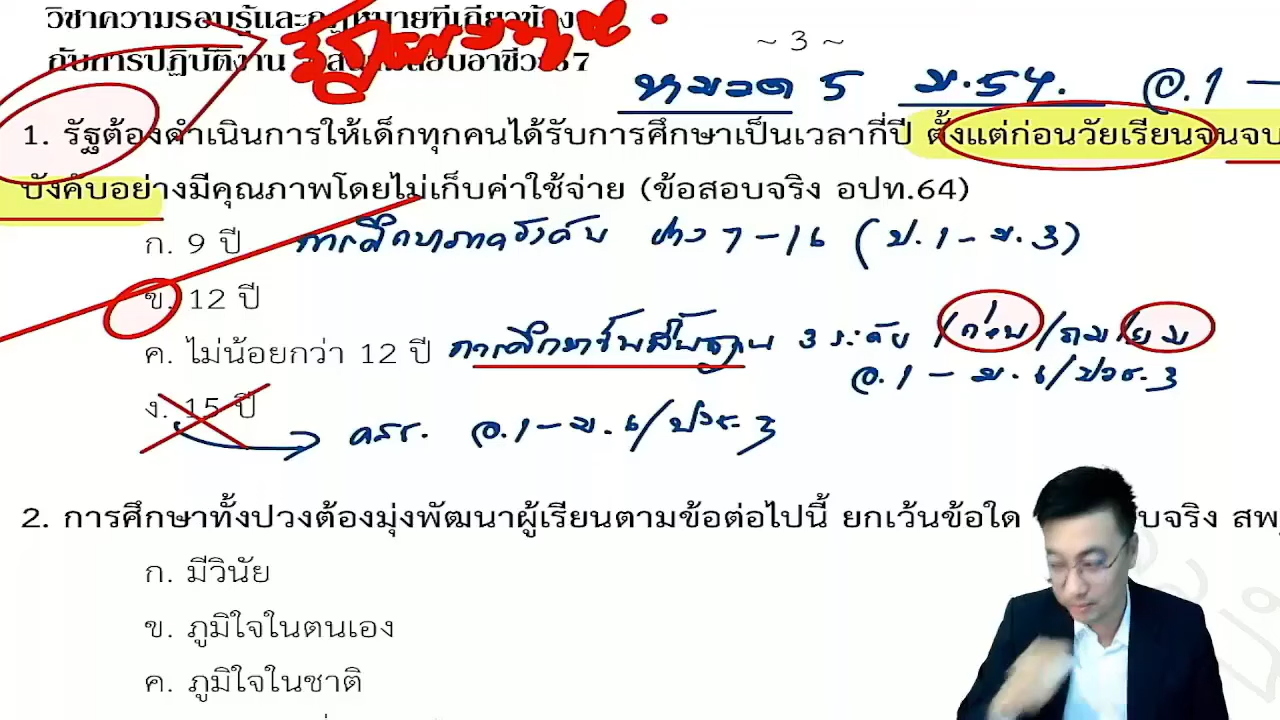 วิชาความรอบรู้และกฎหมายที่เกี่ยวข้อง
กับการปฏิบัติงาน
รัฐธรรมนูญ
~ 3 ~
หมวด 5 ม.54. อ.1 –
1. รัฐต้องดำเนินการให้เด็กทุกคนได้รับการศึกษาเป็นเวลากี่ปี ตั้งแต่ก่อนวัยเรียนจนจบ
บังคับอย่างมีคุณภาพโดยไม่เก็บค่าใช้จ่าย (ข้อสอบจริง อปท.64)
ก. 9 ปี การศึกษาภาคบังคับ ย่าง 7 – 16 (ป.1 – ม.3)
ข. 12 ปี
ค. ไม่น้อยกว่า 12 ปี การศึกษาขั้นพื้นฐาน 3 ระดับ /ก่อน/ถม/ยม
อ.1 – ม.6/ปวช.3
ง. 15 ปี
คสช. อ.1 – ม.6/ปวช.3
2. การศึกษาทั้งปวงต้องมุ่งพัฒนาผู้เรียนตามข้อต่อไปนี้ ยกเว้นข้อใด
ก. มีวินัย
ข. ภูมิใจในตนเอง
ค. ภูมิใจในชาติ